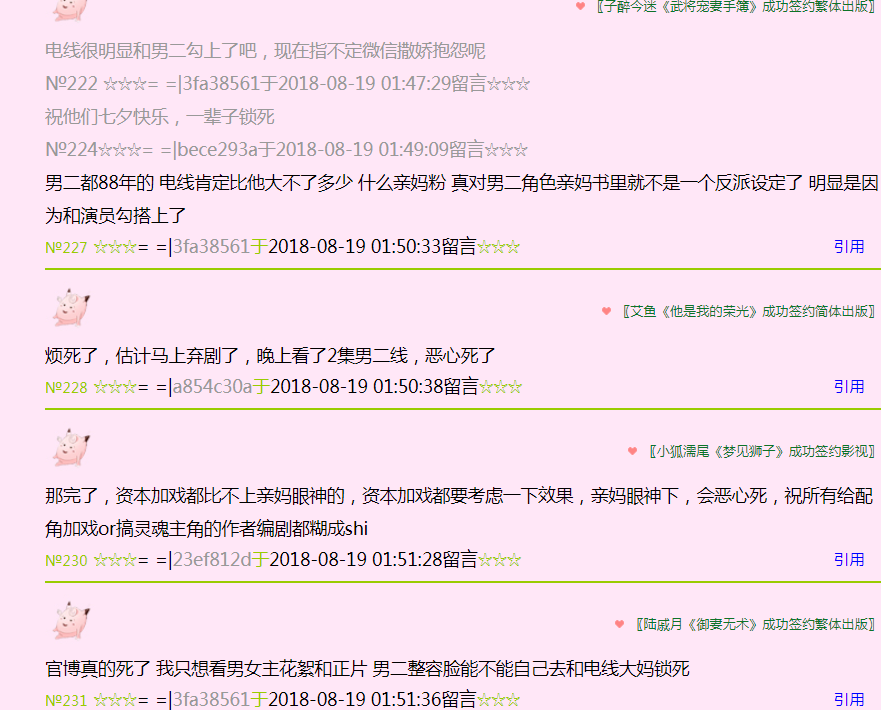 ♥ 〖子醉今迷《武将宠妻手簿》成功签约繁体出版〗
电线很明显和男二勾上了吧，现在指不定微信撒娇抱怨呢
№222 ☆☆☆= =|3fa38561于2018-08-19 01:47:29留言☆☆☆
祝他们七夕快乐，一辈子锁死
№224☆☆☆= =|bece293a于2018-08-19 01:49:09留言☆☆☆
男二都88年的 电线肯定比他大不了多少 什么亲妈粉 真对男二角色亲妈书里就不是一个反派设定了 明显是因
为和演员勾搭上了
№227 ☆☆☆= =|3fa38561于2018-08-19 01:50:33留言☆☆☆ 引用
♥ 〖艾鱼《他是我的荣光》成功签约简体出版〗
烦死了，估计马上弃剧了，晚上看了2集男二线，恶心死了
№228 ☆☆☆= =|a854c30a于2018-08-19 01:50:38留言☆☆☆ 引用
♥ 〖小狐濡尾《梦见狮子》成功签约影视〗
那完了，资本加戏都比不上亲妈眼神的，资本加戏都要考虑一下效果，亲妈眼神下，会恶心死，祝所有给配
角加戏or搞灵魂主角的作者编剧都糊成shi
№230 ☆☆☆= =|23ef812d于2018-08-19 01:51:28留言☆☆☆ 引用
♥ 〖陆戚月《御妻无术》成功签约繁体出版〗
官博真的死了 我只想看男女主花絮和正片 男二整容脸能不能自己去和电线大妈锁死
№231 ☆☆☆= =|3fa38561于2018-08-19 01:51:36留言☆☆☆ 引用